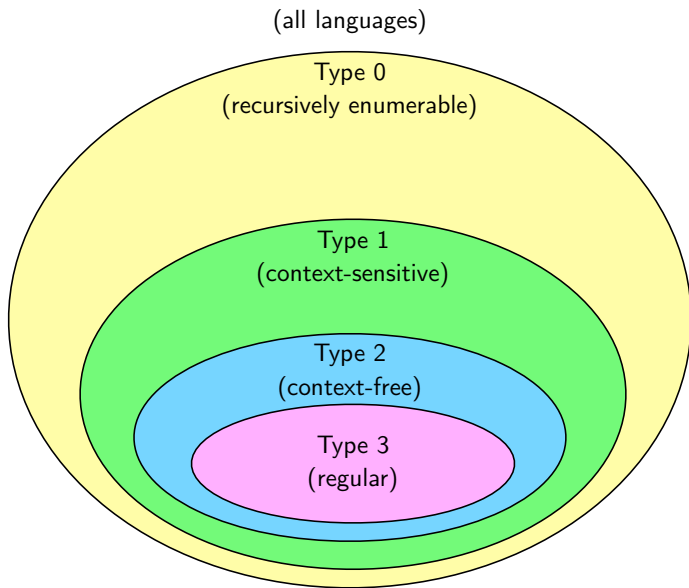 (all languages)
Type 0
(recursively enumerable)
Type 1
(context-sensitive)
Type 2
(context-free)
Type 3
(regular)